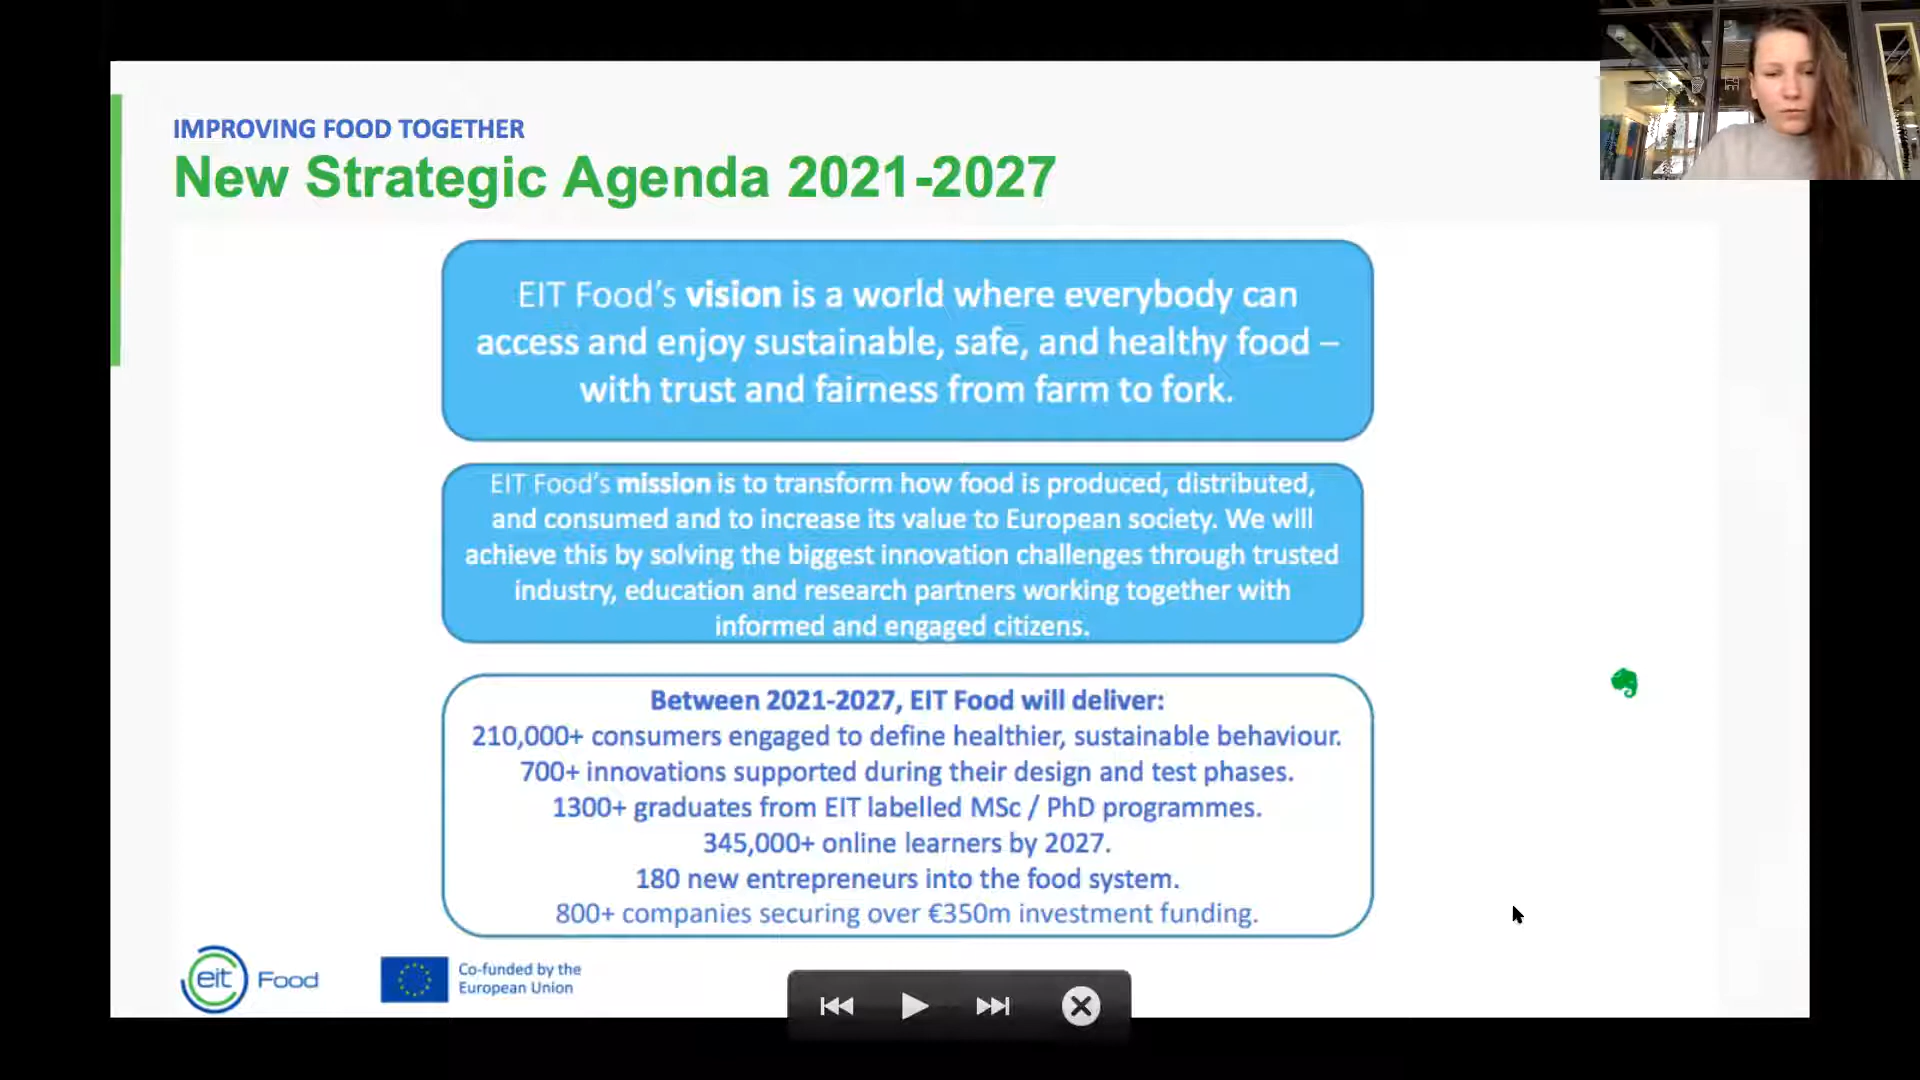 IMPROVING FOOD TOGETHER
New Strategic Agenda 2021-2027
EIT Food’s vision is a world where everybody can
access and enjoy sustainable, safe, and healthy food –
with trust and fairness from farm to fork.
EIT Food’s mission is to transform how food is produced, distributed,
and consumed and to increase its value to European society. We will
achieve this by solving the biggest innovation challenges through trusted
industry, education and research partners working together with
informed and engaged citizens.
Between 2021-2027, EIT Food will deliver:
210,000+ consumers engaged to define healthier, sustainable behaviour.
700+ innovations supported during their design and test phases.
1300+ graduates from EIT labelled MSc / PhD programmes.
345,000+ online learners by 2027.
180 new entrepreneurs into the food system.
800+ companies securing over €350m investment funding.
eit Food
Co-funded by the
European Union